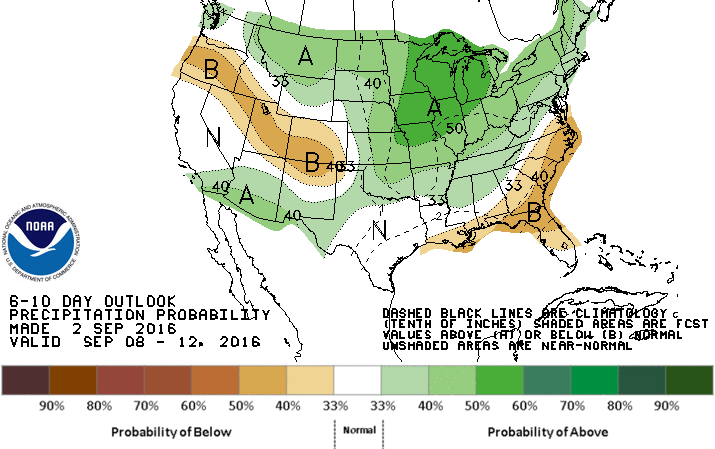 A
B
33
40
A
50
N
B
40
33
40
A
40
33
2
N
33
40
B
2
NATIONAL OCEANIC AND ATMOSPHERIC ADMINISTRATION
NOAA
U.S. DEPARTMENT OF COMMERCE
6-10 DAY OUTLOOK
PRECIPITATION PROBABILITY
MADE 2 SEP 2016
VALID SEP 08 - 12, 2016
DASHED BLACK LINES ARE CLIMATOLOGY
(TENTH OF INCHES) SHADED AREAS ARE FCST
VALUES ABOVE (A) OR BELOW (B) NORMAL
UNSHADED AREAS ARE NEAR-NORMAL
90% 80% 70% 60% 50% 40% 33% 33% 40% 50% 60% 70% 80% 90%
Probability of Below Normal Probability of Above